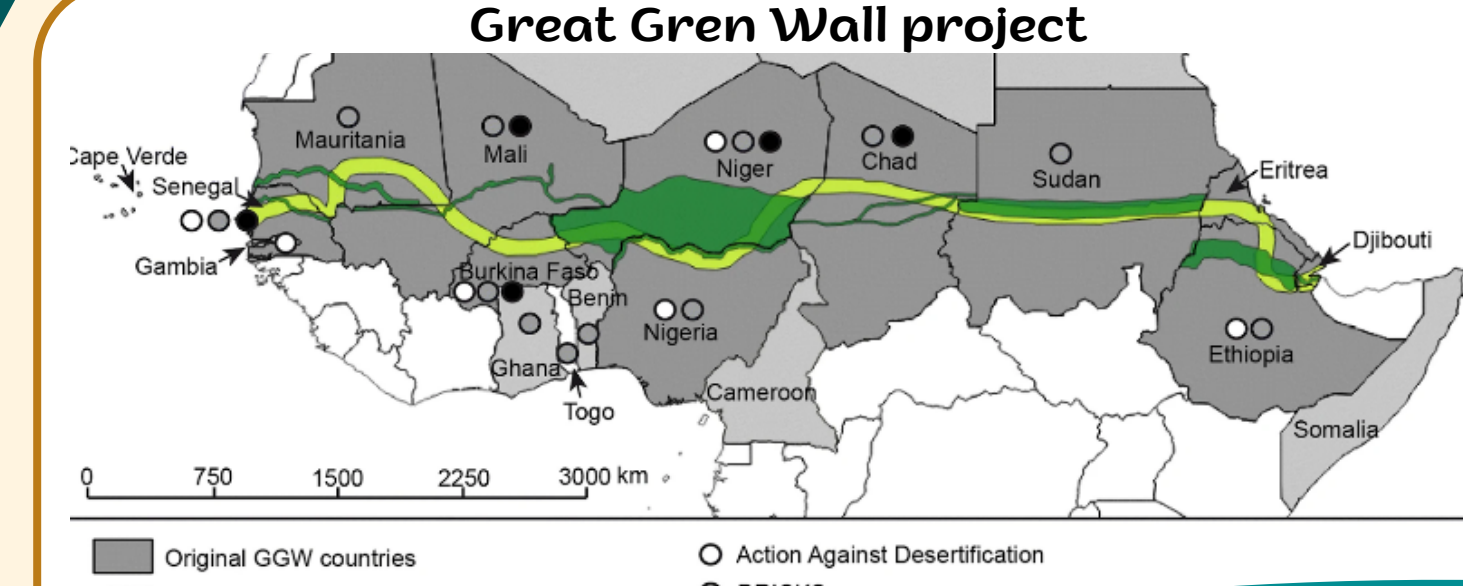 Great Gren Wall project
Mauritania
Mali
Niger
Chad
Sudan
Eritrea
Cape Verde
Senegal
Gambia
Djibouti
Burkina Faso
Benin
Nigeria
Ghana
Togo
Cameroon
Ethiopia
Somalia
0 750 1500 2250 3000 km
Original GGW countries
Action Against Desertification